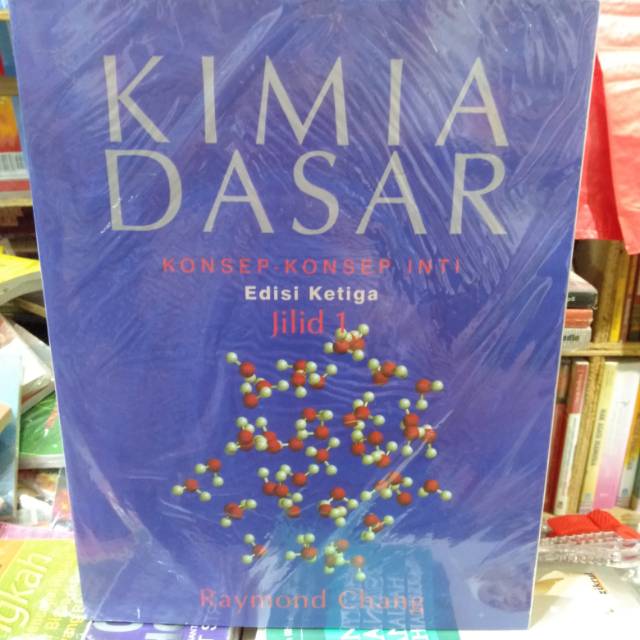 KIMIA
DASAR
KONSEP-KONSEP INTI
Edisi Ketiga
Jilid 1
Raymond Chang